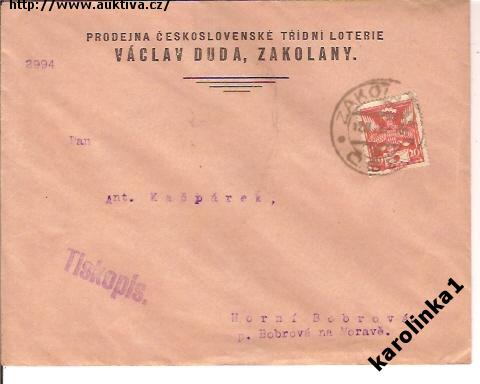 http://www.auktiva.cz/
PRODEJNA ČESKOSLOVENSKÉ TŘÍDNÍ LOTERIE
VÁCLAV DUDA, ZAKOLANY.
2994
ZAKOL
Pan
Ant. Kašpárek,
Tiskopis.
Horní Bobrová
p. Bobrová na Moravě.
karolinka1